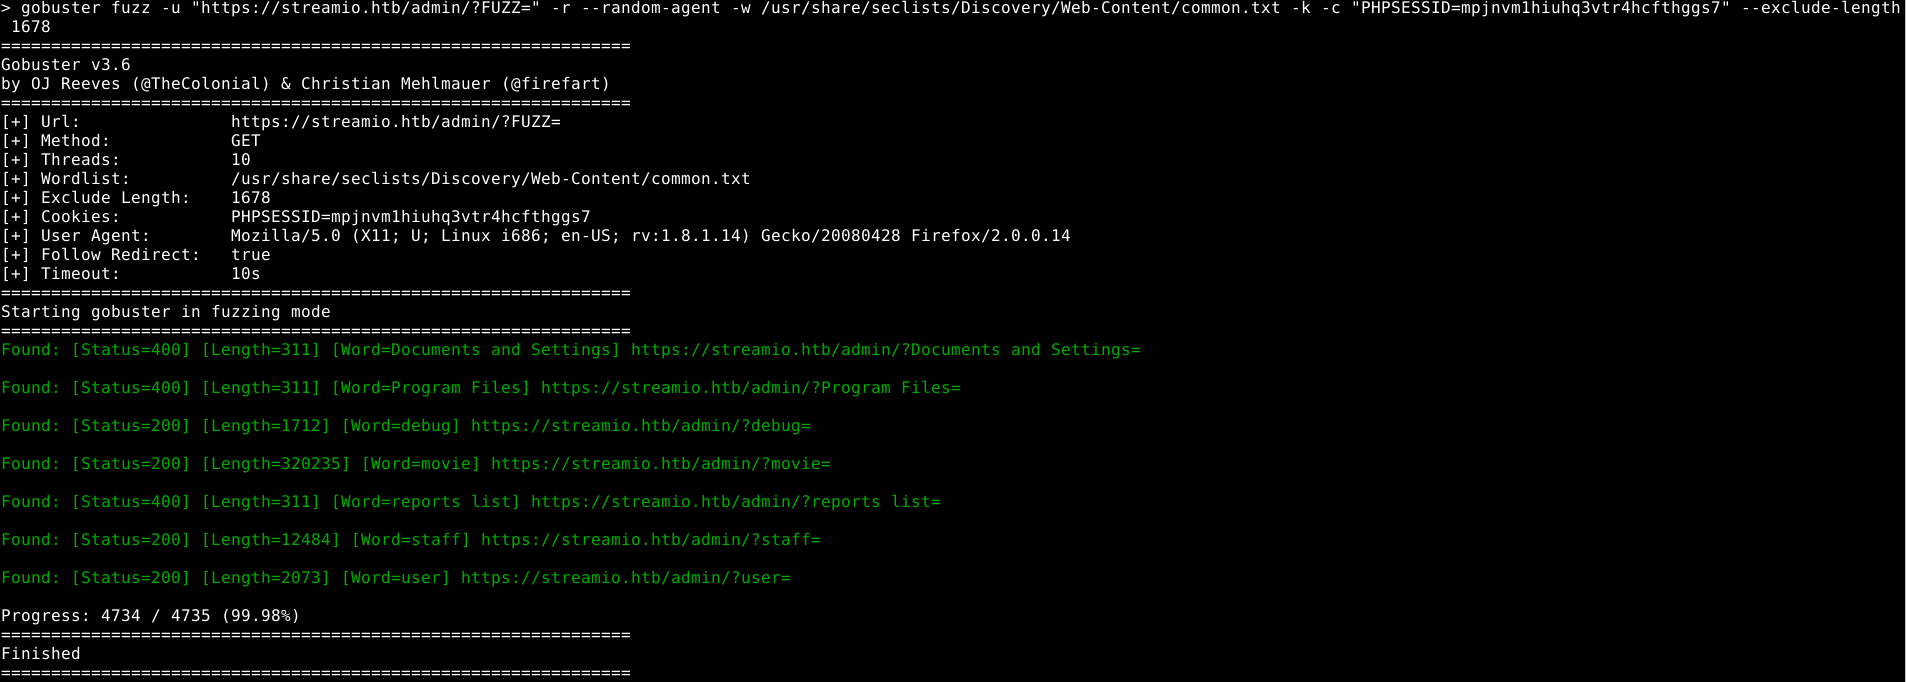 > gobuster fuzz -u "https://streamio.htb/admin/?FUZZ=" -r --random-agent -w /usr/share/seclists/Discovery/Web-Content/common.txt -k -c "PHPSESSID=mpjnvm1hiuhq3vtr4hcfthggs7" --exclude-length
1678
===============================================================
Gobuster v3.6
by OJ Reeves (@TheColonial) & Christian Mehlmauer (@firefart)
===============================================================
[+] Url:              https://streamio.htb/admin/?FUZZ=
[+] Method:           GET
[+] Threads:          10
[+] Wordlist:         /usr/share/seclists/Discovery/Web-Content/common.txt
[+] Exclude Length:   1678
[+] Cookies:          PHPSESSID=mpjnvm1hiuhq3vtr4hcfthggs7
[+] User Agent:       Mozilla/5.0 (X11; U; Linux i686; en-US; rv:1.8.1.14) Gecko/20080428 Firefox/2.0.0.14
[+] Follow Redirect:  true
[+] Timeout:          10s
===============================================================
Starting gobuster in fuzzing mode
===============================================================
Found: [Status=400] [Length=311] [Word=Documents and Settings] https://streamio.htb/admin/?Documents and Settings=
Found: [Status=400] [Length=311] [Word=Program Files] https://streamio.htb/admin/?Program Files=
Found: [Status=200] [Length=1712] [Word=debug] https://streamio.htb/admin/?debug=
Found: [Status=200] [Length=320235] [Word=movie] https://streamio.htb/admin/?movie=
Found: [Status=400] [Length=311] [Word=reports list] https://streamio.htb/admin/?reports list=
Found: [Status=200] [Length=12484] [Word=staff] https://streamio.htb/admin/?staff=
Found: [Status=200] [Length=2073] [Word=user] https://streamio.htb/admin/?user=
Progress: 4734 / 4735 (99.98%)
===============================================================
Finished
===============================================================